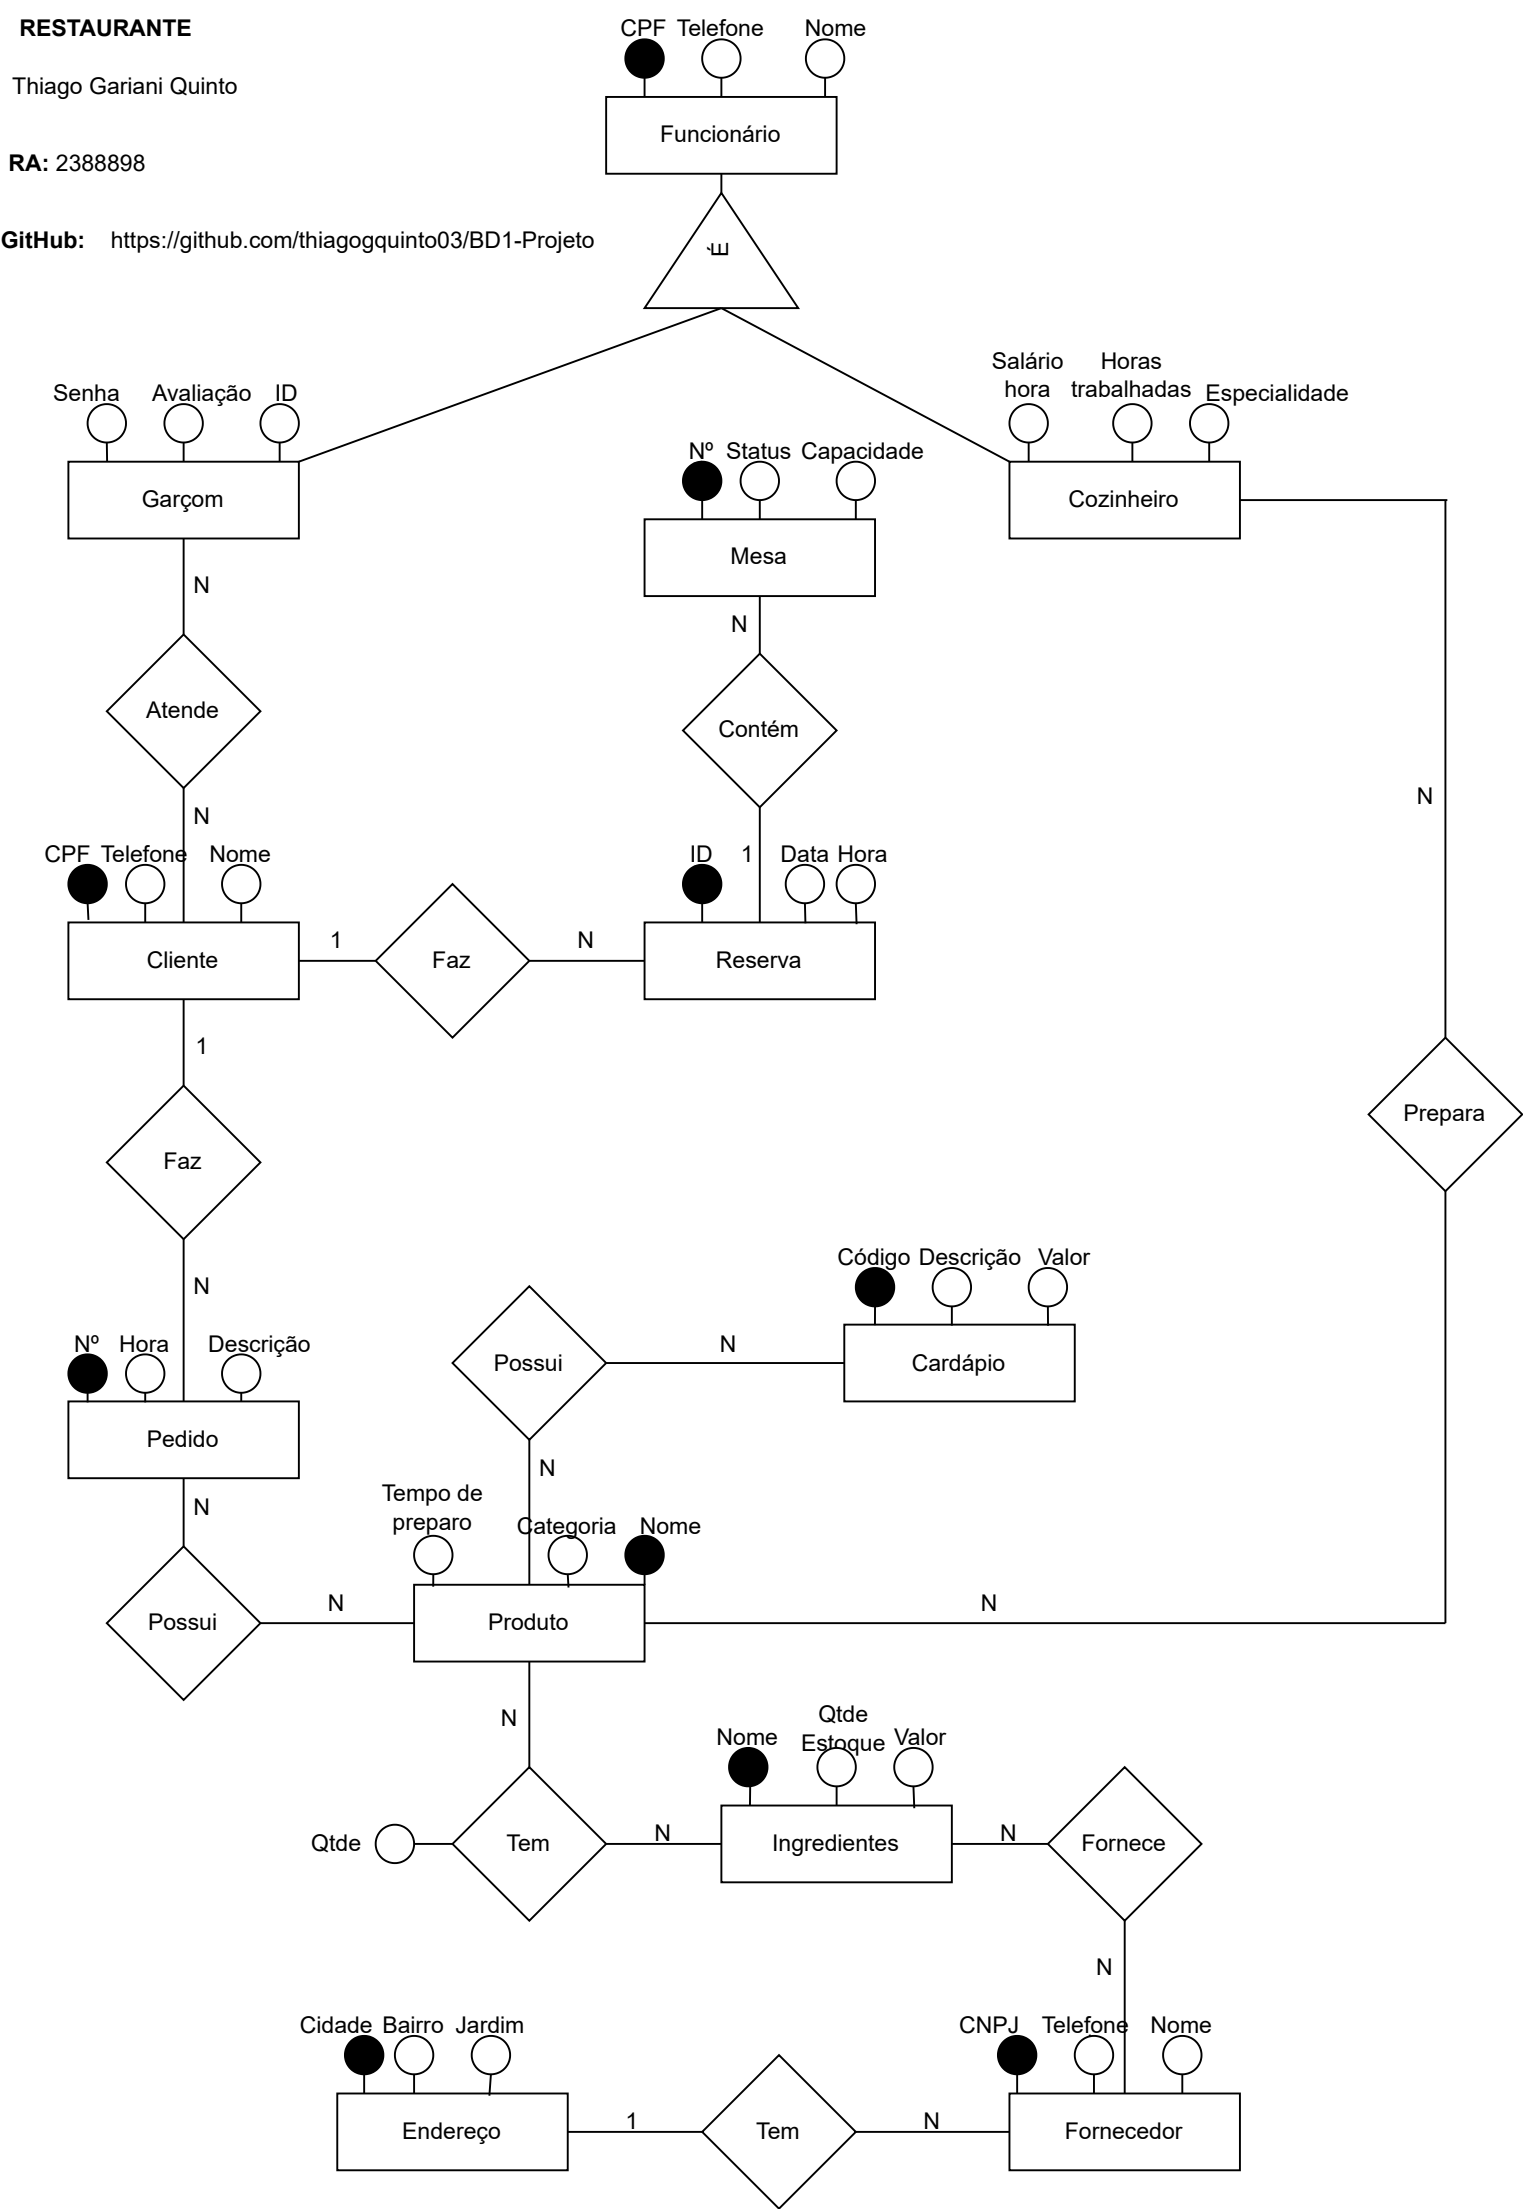 RESTAURANTE
CPF Telefone Nome
Thiago Gariani Quinto
Funcionário
RA: 2388898
GitHub: https://github.com/thiagogquinto03/BD1-Projeto
É
Salário
hora
Horas
trabalhadas
Especialidade
Senha Avaliação ID
Nº Status Capacidade
Garçom
Cozinheiro
Mesa
N
N
Atende
Contém
N
N
CPF Telefone Nome
ID 1 Data Hora
Cliente
1
Faz
N
Reserva
1
Prepara
Faz
Código Descrição Valor
N
Nº Hora Descrição
Possui
N
Cardápio
Pedido
N
N
Tempo de
preparo
Categoria Nome
Possui
N
Produto
N
N
Nome
Qtde
Estoque
Valor
Qtde
Tem
N
Ingredientes
N
Fornece
N
Cidade Bairro Jardim
CNPJ Telefone Nome
Endereço
1
Tem
N
Fornecedor